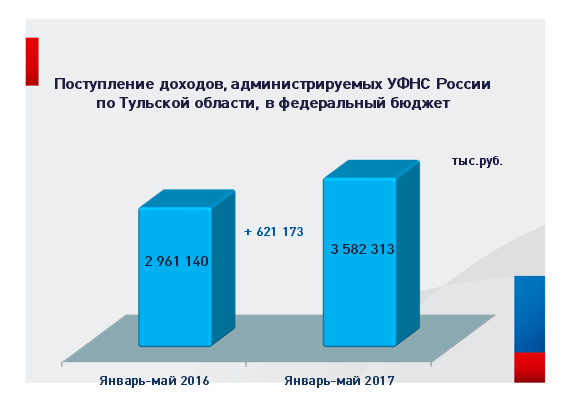 Поступление доходов, администрируемых УФНС России
по Тульской области, в федеральный бюджет
тыс.руб.
+ 621 173
3 582 313
2 961 140
Январь-май 2016
Январь-май 2017